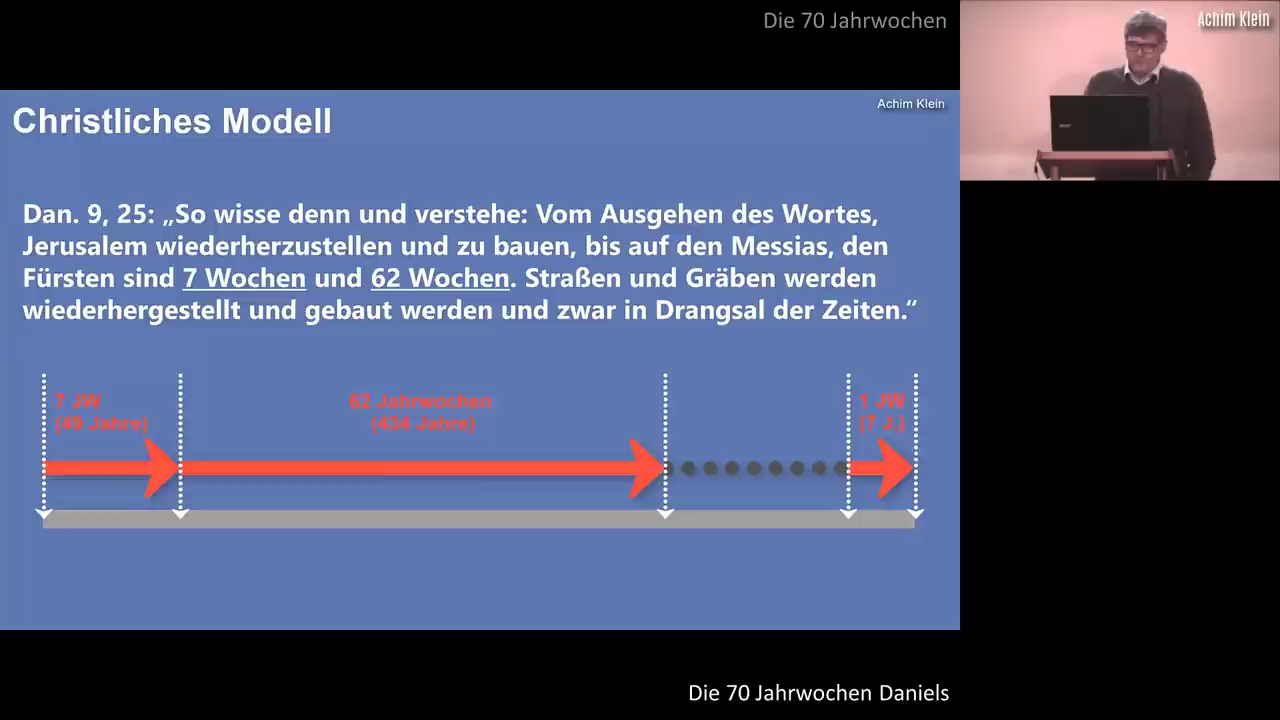 Die 70 Jahrwochen
Achim Klein
Achim Klein
Christliches Modell
Dan. 9, 25: „So wisse denn und verstehe: Vom Ausgehen des Wortes,
Jerusalem wiederherzustellen und zu bauen, bis auf den Messias, den
Fürsten sind 7 Wochen und 62 Wochen. Straßen und Gräben werden
wiederhergestellt und gebaut werden und zwar in Drangsal der Zeiten.“
7 JW
(49 Jahre)
62 Jahrwochen
(434 Jahre)
1 JW
(7 J.)
Die 70 Jahrwochen Daniels